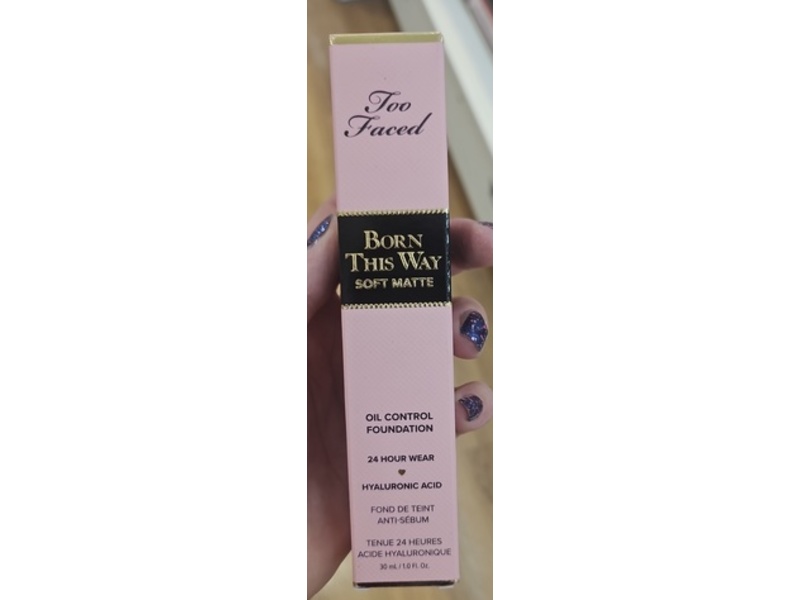 Too
Faced
BORN
THIS WAY
SOFT MATTE
OIL CONTROL
FOUNDATION
24 HOUR WEAR
HYALURONIC ACID
FOND DE TEINT
ANTI-SÉBUM
TENUE 24 HEURES
ACIDE HYALURONIQUE
30 mL / 1.0 Fl. Oz.